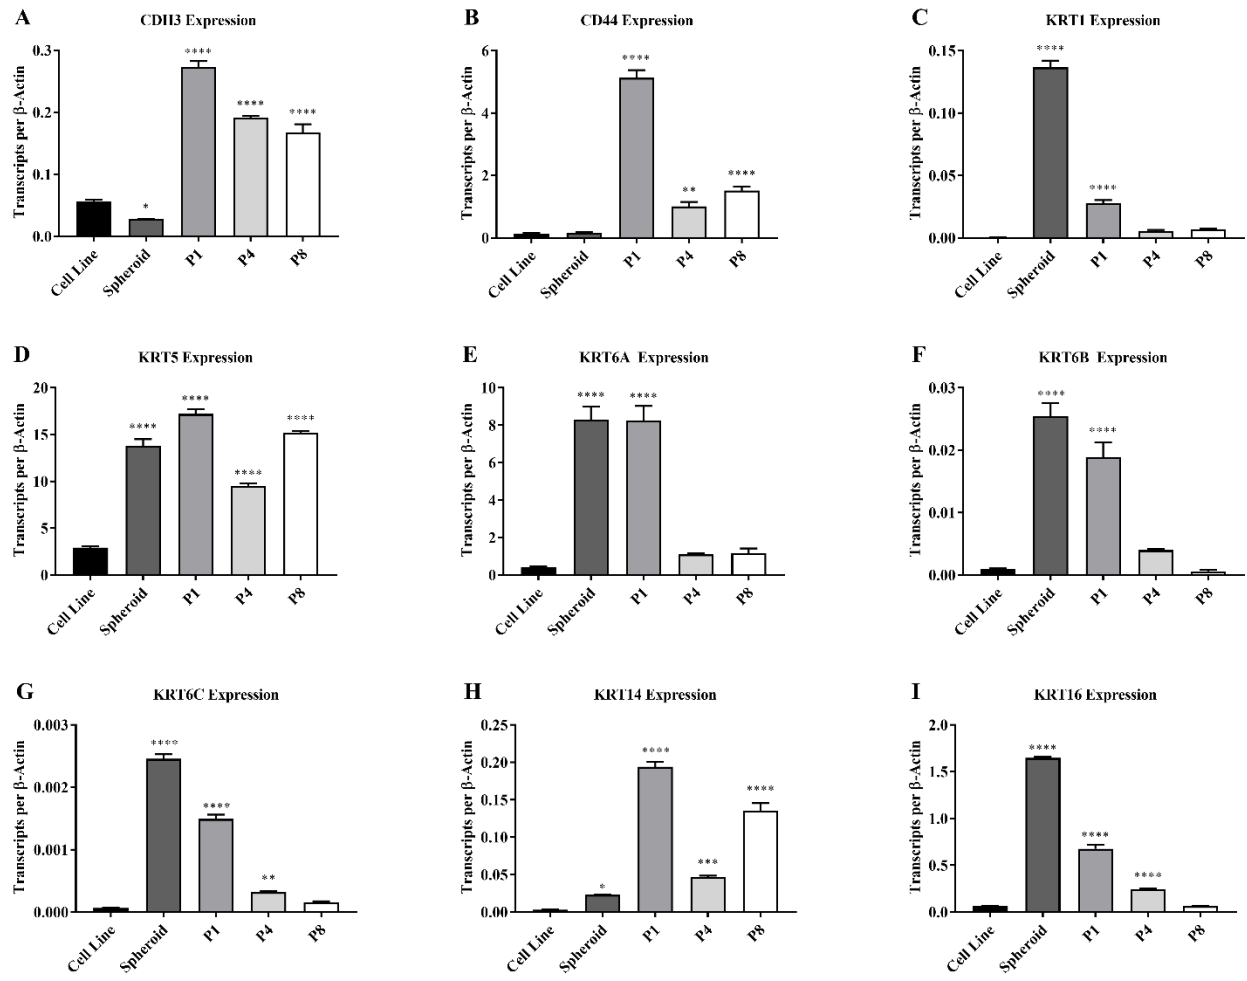 A
CDH3 Expression
Transcripts per β-Actin
0.3
0.2
0.1
0.0
****
****
****
*
Cell Line
Spheroid
P1
P4
P8
B
CD44 Expression
Transcripts per β-Actin
6
4
2
0
****
**
****
Cell Line
Spheroid
P1
P4
P8
C
KRT1 Expression
Transcripts per β-Actin
0.15
0.10
0.05
0.00
****
****
Cell Line
Spheroid
P1
P4
P8
D
KRT5 Expression
Transcripts per β-Actin
20
15
10
5
0
****
****
****
****
Cell Line
Spheroid
P1
P4
P8
E
KRT6A Expression
Transcripts per β-Actin
10
8
6
4
2
0
****
****
Cell Line
Spheroid
P1
P4
P8
F
KRT6B Expression
Transcripts per β-Actin
0.03
0.02
0.01
0.00
****
****
Cell Line
Spheroid
P1
P4
P8
G
KRT6C Expression
Transcripts per β-Actin
0.003
0.002
0.001
0.000
****
****
**
Cell Line
Spheroid
P1
P4
P8
H
KRT14 Expression
Transcripts per β-Actin
0.25
0.20
0.15
0.10
0.05
0.00
*
****
***
****
Cell Line
Spheroid
P1
P4
P8
I
KRT16 Expression
Transcripts per β-Actin
2.0
1.5
1.0
0.5
0.0
****
****
****
Cell Line
Spheroid
P1
P4
P8